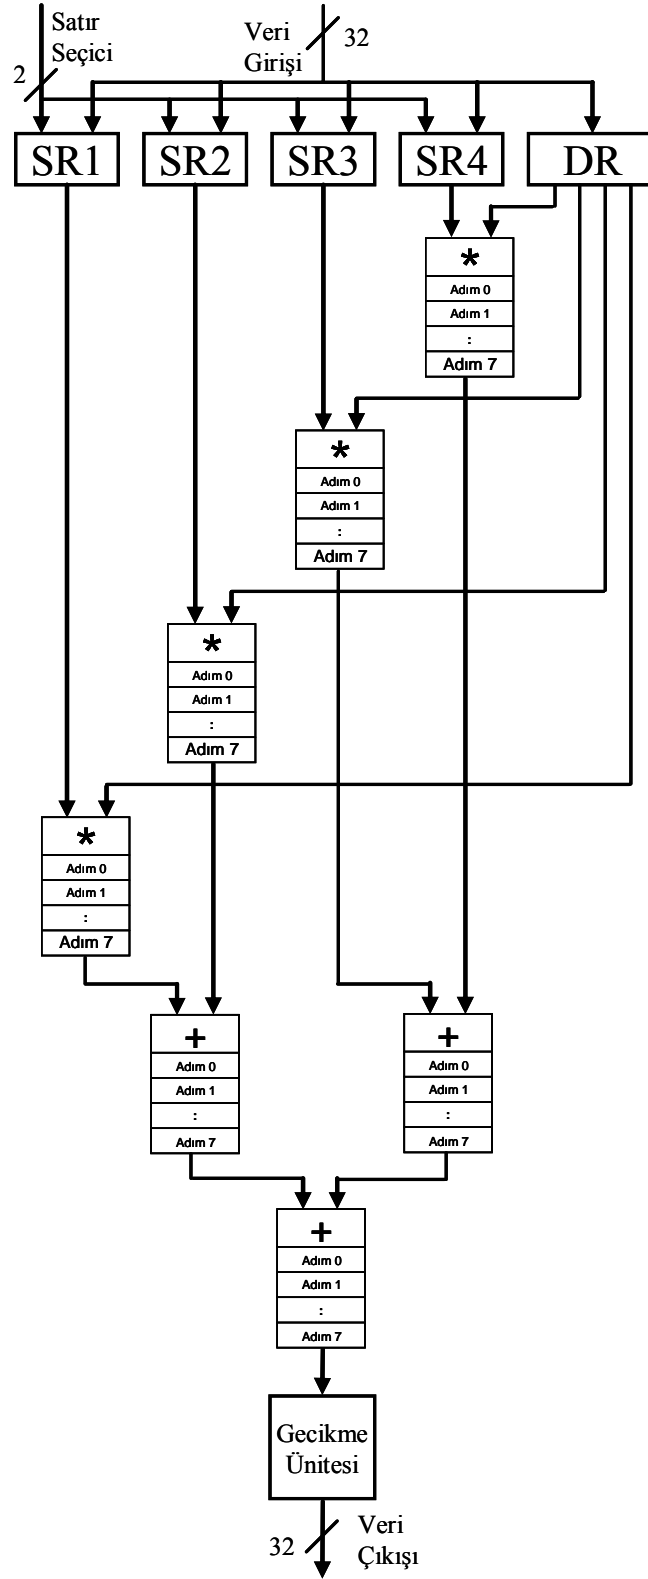 Satır
Seçici
2
Veri
Girişi
32
SR1
SR2
SR3
SR4
DR
*
Adım 0
Adım 1
:
Adım 7
*
Adım 0
Adım 1
:
Adım 7
*
Adım 0
Adım 1
:
Adım 7
*
Adım 0
Adım 1
:
Adım 7
+
Adım 0
Adım 1
:
Adım 7
+
Adım 0
Adım 1
:
Adım 7
+
Adım 0
Adım 1
:
Adım 7
Gecikme
Ünitesi
32
Veri
Çıkışı